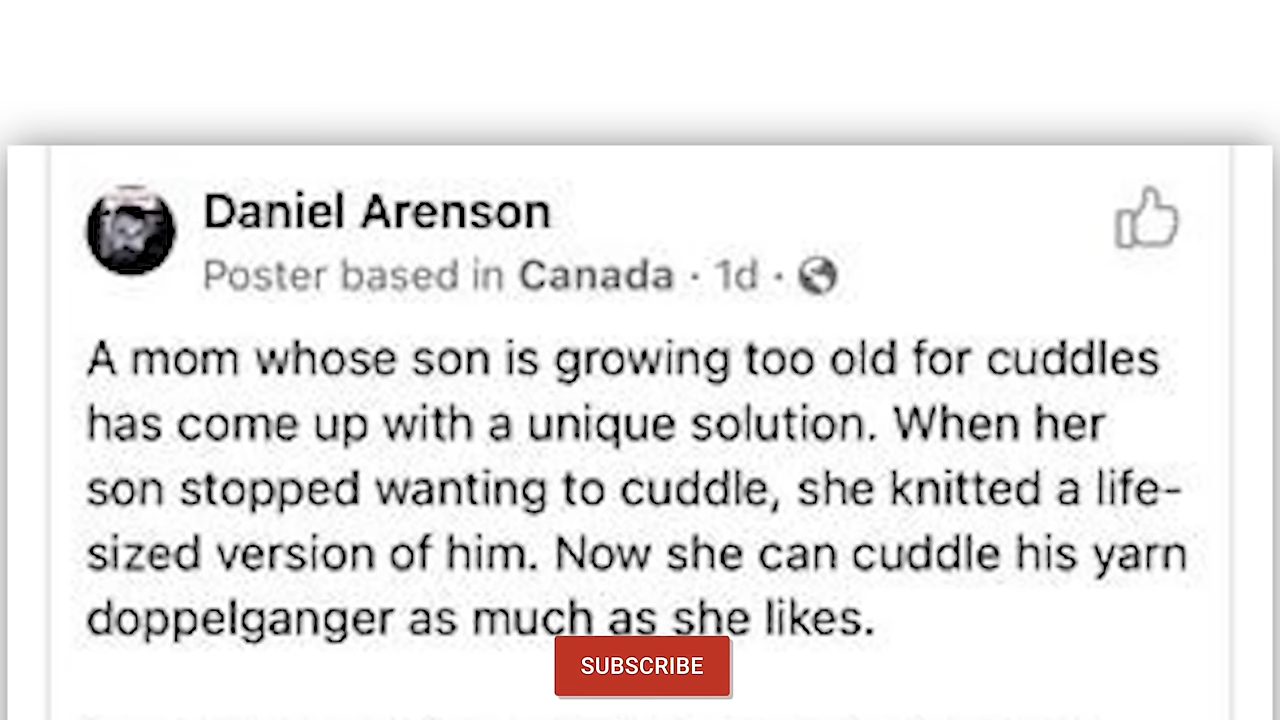 Daniel Arenson
Poster based in Canada · 1d ·
A mom whose son is growing too old for cuddles
has come up with a unique solution. When her
son stopped wanting to cuddle, she knitted a life-
sized version of him. Now she can cuddle his yarn
doppelganger as much as she likes.
SUBSCRIBE